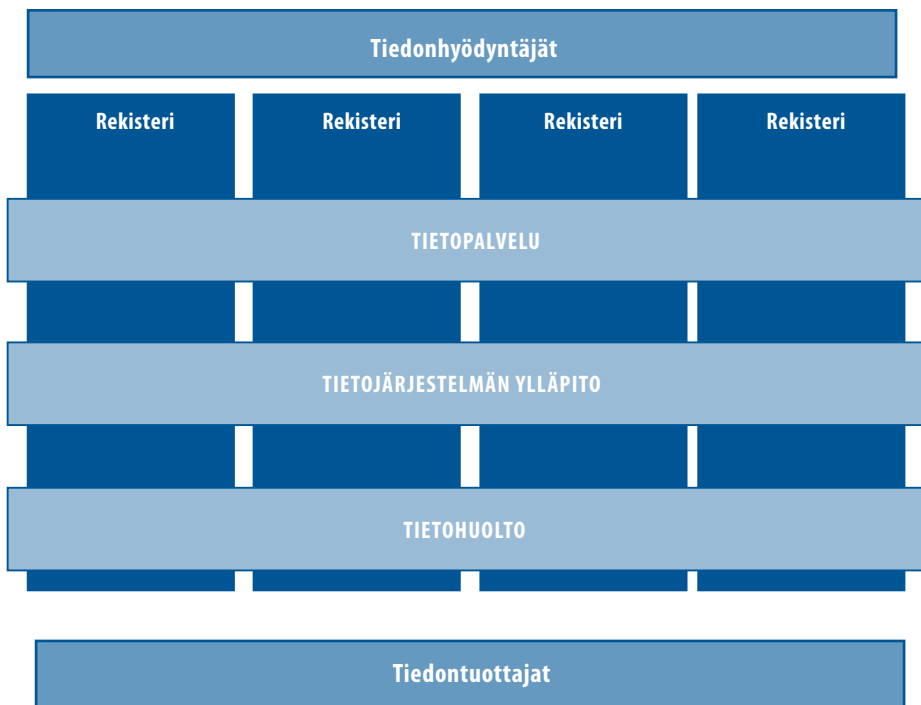 Tiedonhyödyntäjät
Rekisteri Rekisteri Rekisteri Rekisteri
TIETOPALVELU
TIETOJÄRJESTELMÄN YLLÄPITO
TIETOHUOLTO
Tiedontuottajat